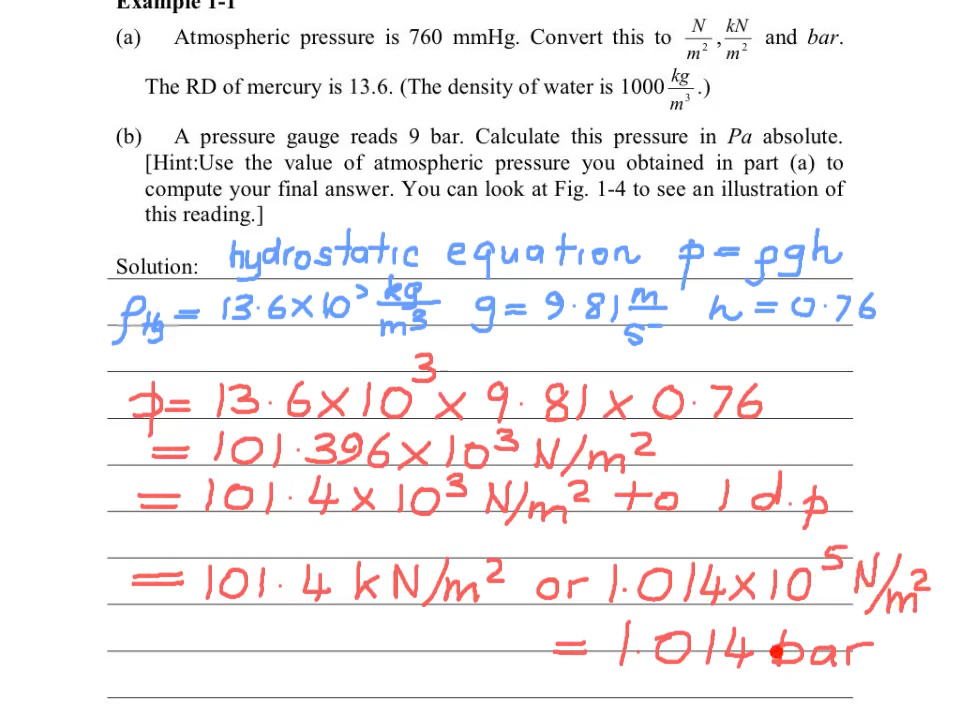 Example 1-1
(a) Atmospheric pressure is 760 mmHg. Convert this to N/m², kN/m² and bar.
The RD of mercury is 13.6. (The density of water is 1000 kg/m³.)
(b) A pressure gauge reads 9 bar. Calculate this pressure in Pa absolute.
[Hint:Use the value of atmospheric pressure you obtained in part (a) to
compute your final answer. You can look at Fig. 1-4 to see an illustration of
this reading.]
Solution: hydrostatic equation p = ρgh
ρHg = 13.6×10³ kg/m³ g = 9.81 m/s h = 0.76
p = 13.6×10³ × 9.81 × 0.76
= 101.396×10³ N/m²
= 101.4×10³ N/m² to 1 d.p
= 101.4 kN/m² or 1.014×10⁵ N/m²
= 1.014 bar